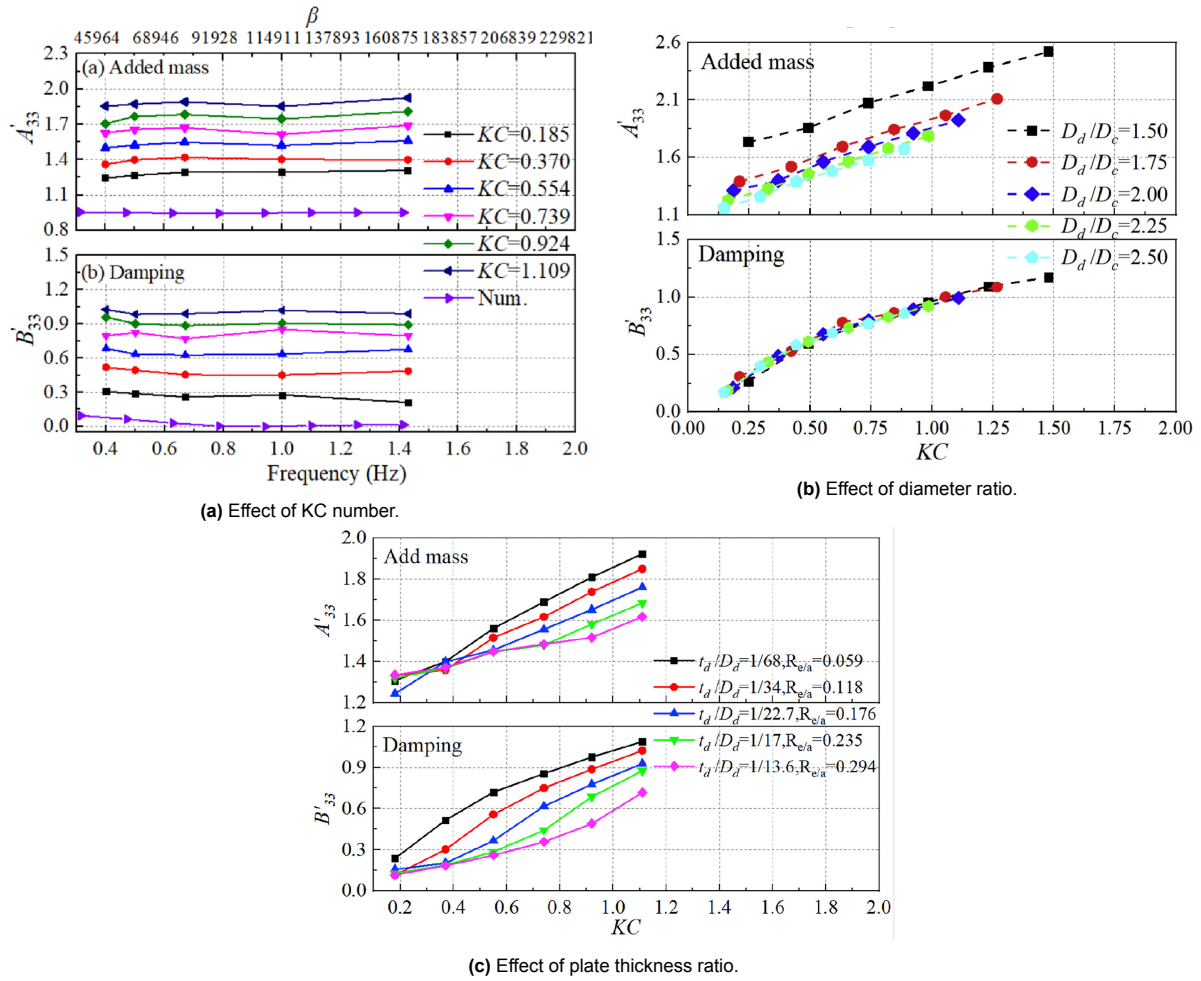 β
45964 68946 91928 114911 137893 160875 183857 206839 229821
2.3
2.0
1.7
1.4
1.1
0.8
A'33
(a) Added mass
KC=0.185
KC=0.370
KC=0.554
KC=0.739
KC=0.924
KC=1.109
Num.
1.5
1.2
0.9
0.6
0.3
0.0
B'33
(b) Damping
0.4 0.6 0.8 1.0 1.2 1.4 1.6 1.8 2.0
Frequency (Hz)
(a) Effect of KC number.
2.6
2.1
1.6
1.1
A'33
Added mass
Dd/Dc=1.50
Dd/Dc=1.75
Dd/Dc=2.00
Dd/Dc=2.25
Dd/Dc=2.50
1.5
1.0
0.5
0.0
B'33
Damping
0.00 0.25 0.50 0.75 1.00 1.25 1.50 1.75 2.00
KC
(b) Effect of diameter ratio.
2.0
1.8
1.6
1.4
1.2
A'33
Add mass
td/Dd=1/68,Re/a=0.059
td/Dd=1/34,Re/a=0.118
td/Dd=1/22.7,Re/a=0.176
td/Dd=1/17,Re/a=0.235
td/Dd=1/13.6,Re/a=0.294
1.2
0.9
0.6
0.3
0.0
B'33
Damping
0.2 0.4 0.6 0.8 1.0 1.2 1.4 1.6 1.8 2.0
KC
(c) Effect of plate thickness ratio.